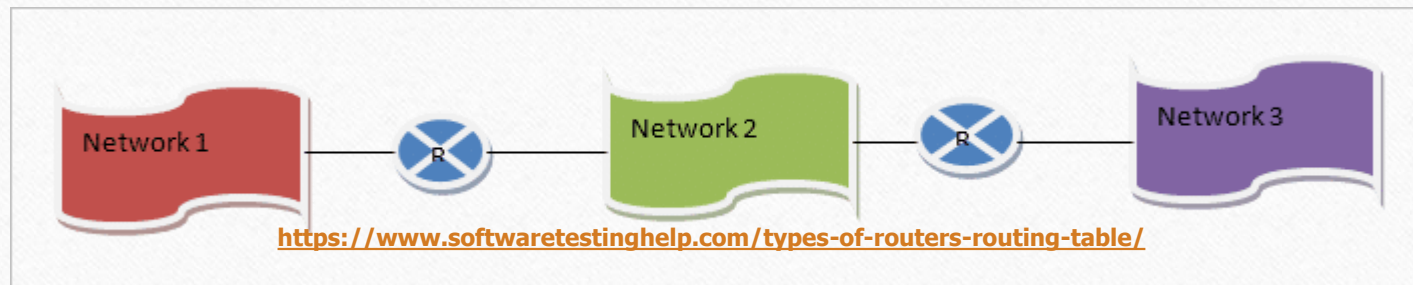 Network 1
R
Network 2
R
Network 3
https://www.softwaretestinghelp.com/types-of-routers-routing-table/